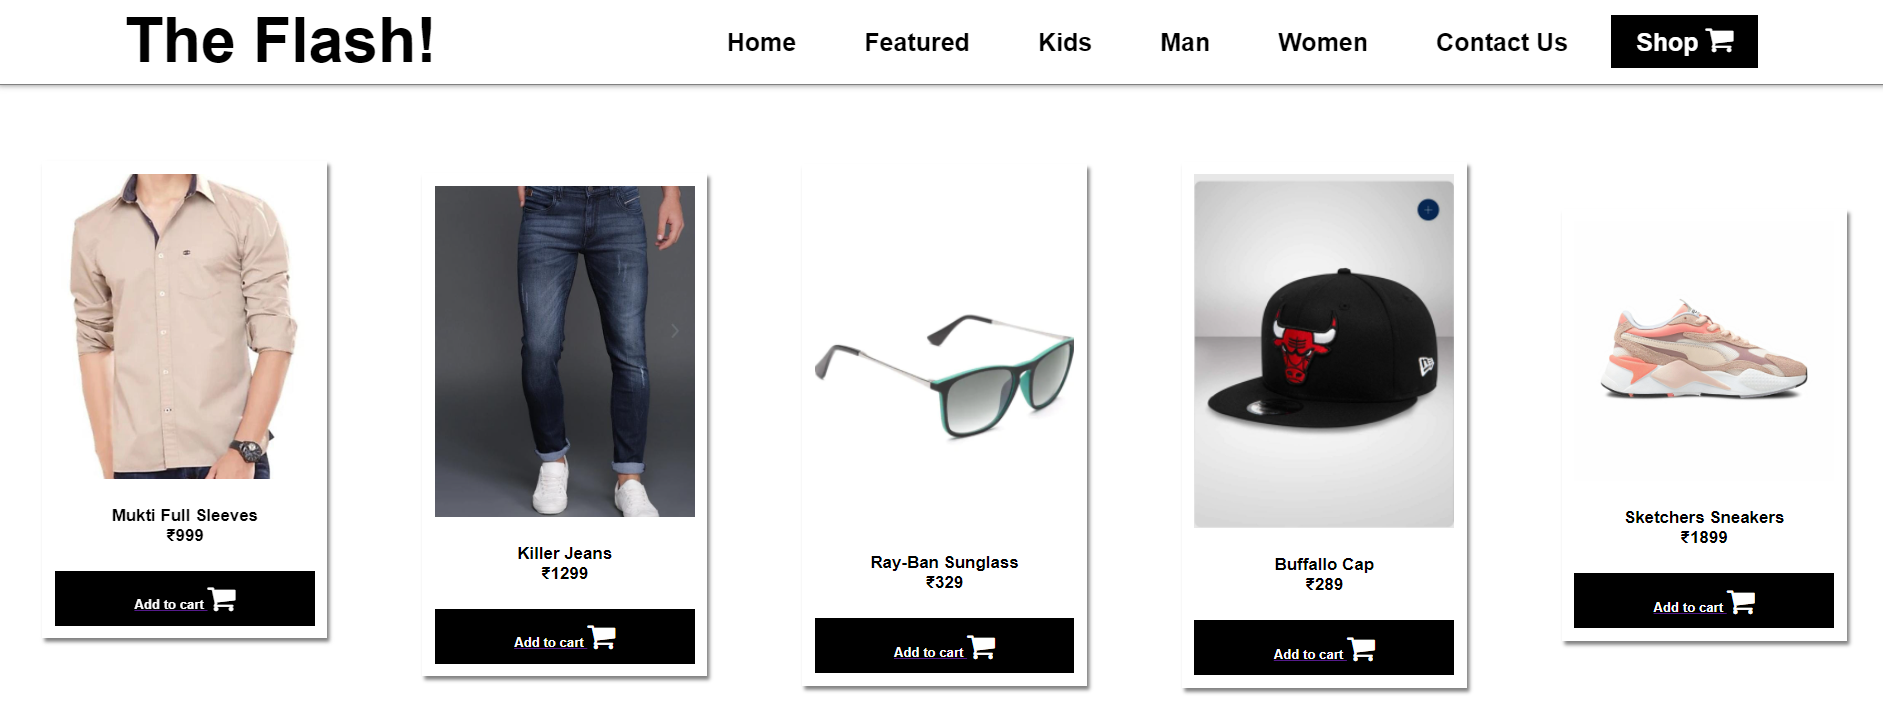 The Flash!
Home
Featured
Kids
Man
Women
Contact Us
Shop
Mukti Full Sleeves
₹999
Add to cart
Killer Jeans
₹1299
Add to cart
Ray-Ban Sunglass
₹329
Add to cart
Buffallo Cap
₹289
Add to cart
Sketchers Sneakers
₹1899
Add to cart